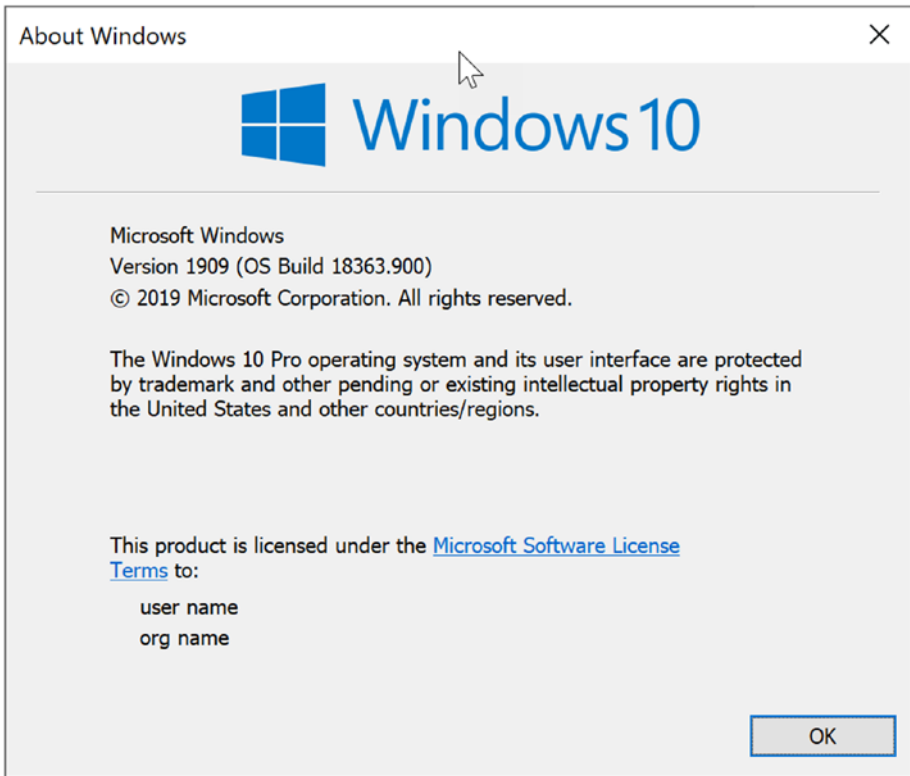 About Windows
Windows 10
Microsoft Windows
Version 1909 (OS Build 18363.900)
© 2019 Microsoft Corporation. All rights reserved.
The Windows 10 Pro operating system and its user interface are protected
by trademark and other pending or existing intellectual property rights in
the United States and other countries/regions.
This product is licensed under the Microsoft Software License
Terms to:
user name
org name
OK